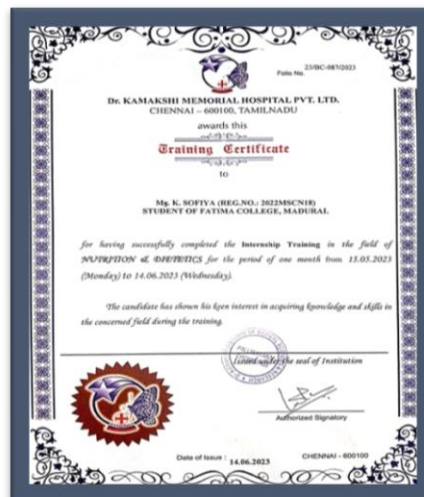 23/BC-087/2023
Folio No.
Dr. KAMAKSHI MEMORIAL HOSPITAL PVT. LTD.
CHENNAI – 600100, TAMILNADU
awards this
Training Certificate
to
Ms. K. SOFIYA (REG.NO.: 2022MSCN18)
STUDENT OF FATIMA COLLEGE, MADURAI.
for having successfully completed the Internship Training in the field of
NUTRITION & DIETETICS for the period of one month from 15.05.2023
(Monday) to 14.06.2023 (Wednesday).
The candidate has shown his keen interest in acquiring knowledge and skills in
the concerned field during the training.
Issued under the seal of Institution
Authorized Signatory
Date of Issue : 14.06.2023
CHENNAI - 600100